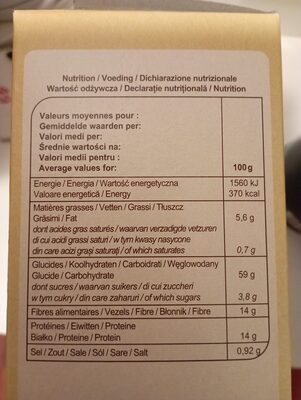 Nutrition / Voeding / Dichiarazione nutrizionale
Wartość odżywcza / Declarație nutrițională / Nutrition
Valeurs moyennes pour :
Gemiddelde waarden per:
Valori medi per:
Średnie wartości na:
Valori medii pentru :
Average values for: 100 g
Energie / Energia / Wartość energetyczna 1560 kJ
Valoare energetică / Energy 370 kcal
Matières grasses / Vetten / Grassi / Tłuszcz
Grăsimi / Fat 5,6 g
dont acides gras saturés / waarvan verzadigde vetzuren
di cui acidi grassi saturi / w tym kwasy nasycone
din care acizi grași saturați / of which saturates 0,7 g
Glucides / Koolhydraten / Carboidrati / Węglowodany
Glucide / Carbohydrate 59 g
dont sucres / waarvan suikers / di cui zuccheri
w tym cukry / din care zaharuri / of which sugars 3,8 g
Fibres alimentaires / Vezels / Fibre / Błonnik / Fibre 14 g
Protéines / Eiwitten / Proteine
Białko / Proteine / Protein 14 g
Sel / Zout / Sale / Sól / Sare / Salt 0,92 g